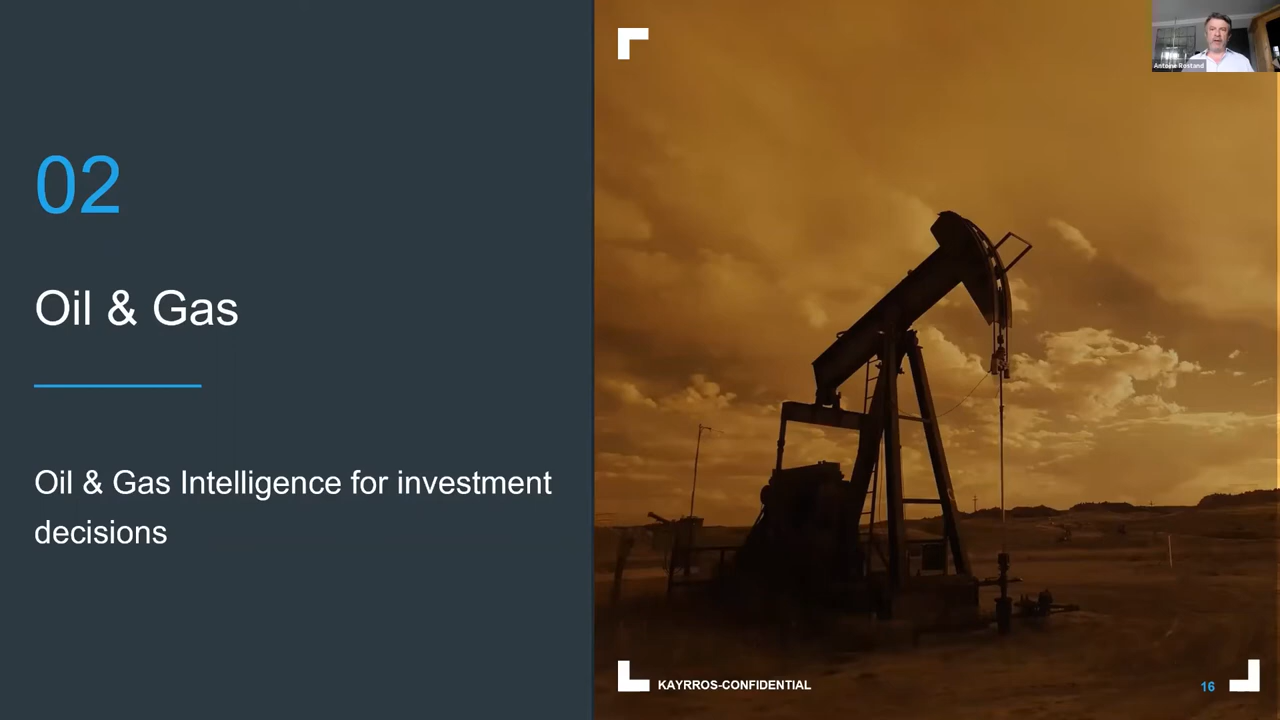 02
Oil & Gas
Oil & Gas Intelligence for investment
decisions
Antoine Rostand
KAYRROS-CONFIDENTIAL
16